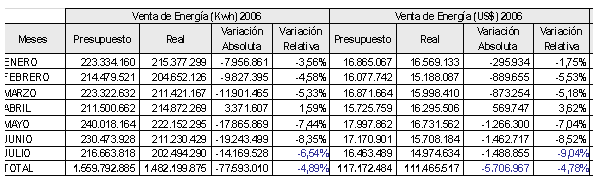 Venta de Energía (Kwh) 2006 Venta de Energía (US$) 2006
Meses Presupuesto Real Variación Absoluta Variación Relativa Presupuesto Real Variación Absoluta Variación Relativa
ENERO 223.334.160 215.377.299 -7.956.861 -3,56% 16.865.067 16.569.133 -295.934 -1,75%
FEBRERO 214.479.521 204.652.126 -9.827.395 -4,58% 16.077.742 15.188.087 -889.655 -5,53%
MARZO 223.322.632 211.421.167 -11.901.465 -5,33% 16.871.664 15.998.410 -873.254 -5,18%
ABRIL 211.500.662 214.872.269 3.371.607 1,59% 15.725.759 16.295.506 569.747 3,62%
MAYO 240.018.164 222.152.295 -17.865.869 -7,44% 17.997.862 16.731.562 -1.266.300 -7,04%
JUNIO 230.473.928 211.230.429 -19.243.499 -8,35% 17.170.901 15.708.184 -1.462.717 -8,52%
JULIO 216.663.818 202.494.290 -14.169.528 -6,54% 16.463.489 14.974.634 -1.488.855 -9,04%
TOTAL 1.559.792.885 1.482.199.875 -77.593.010 -4,89% 117.172.484 111.465.517 -5.706.967 -4,78%